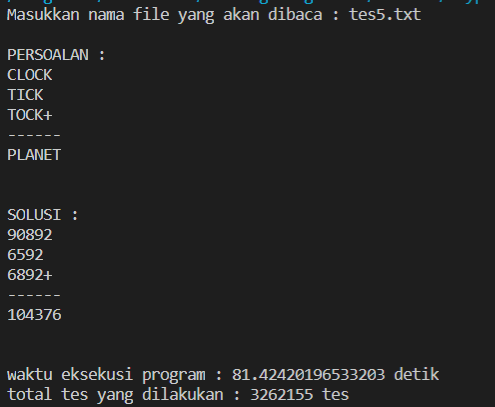 Masukkan nama file yang akan dibaca : tes5.txt
PERSOALAN :
CLOCK
TICK
TOCK+
------
PLANET
SOLUSI :
90892
6592
6892+
------
104376
waktu eksekusi program : 81.42420196533203 detik
total tes yang dilakukan : 3262155 tes